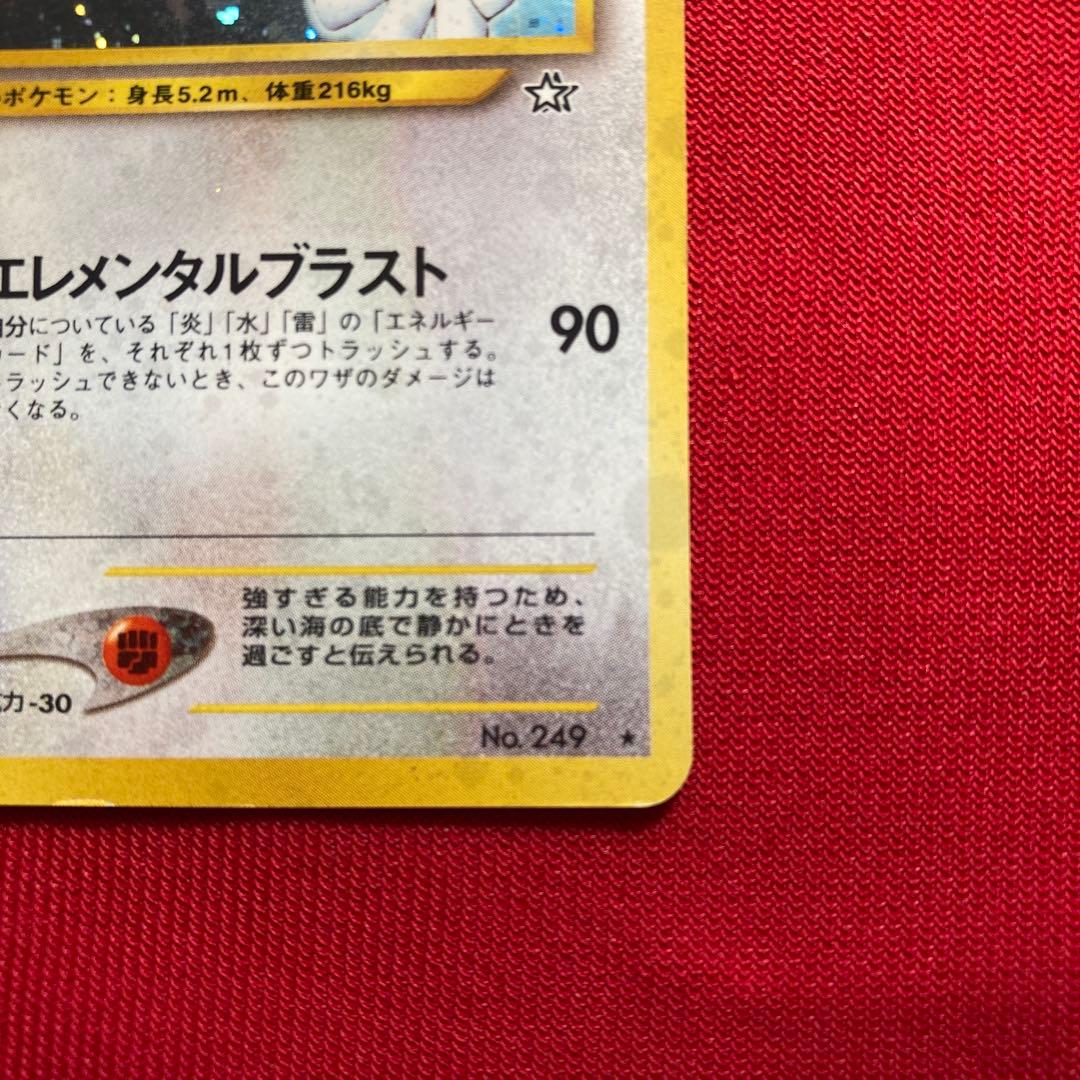 ポケモン：身長5.2m、体重216kg
エレメンタルブラスト
分についている「炎」「水」「雷」の「エネルギー
90
ード」を、それぞれ1枚ずつトラッシュする。
ラッシュできないとき、このワザのダメージは
くなる。
強すぎる能力を持つため、
深い海の底で静かにときを
過ごすと伝えられる。
力-30
No. 249 ★